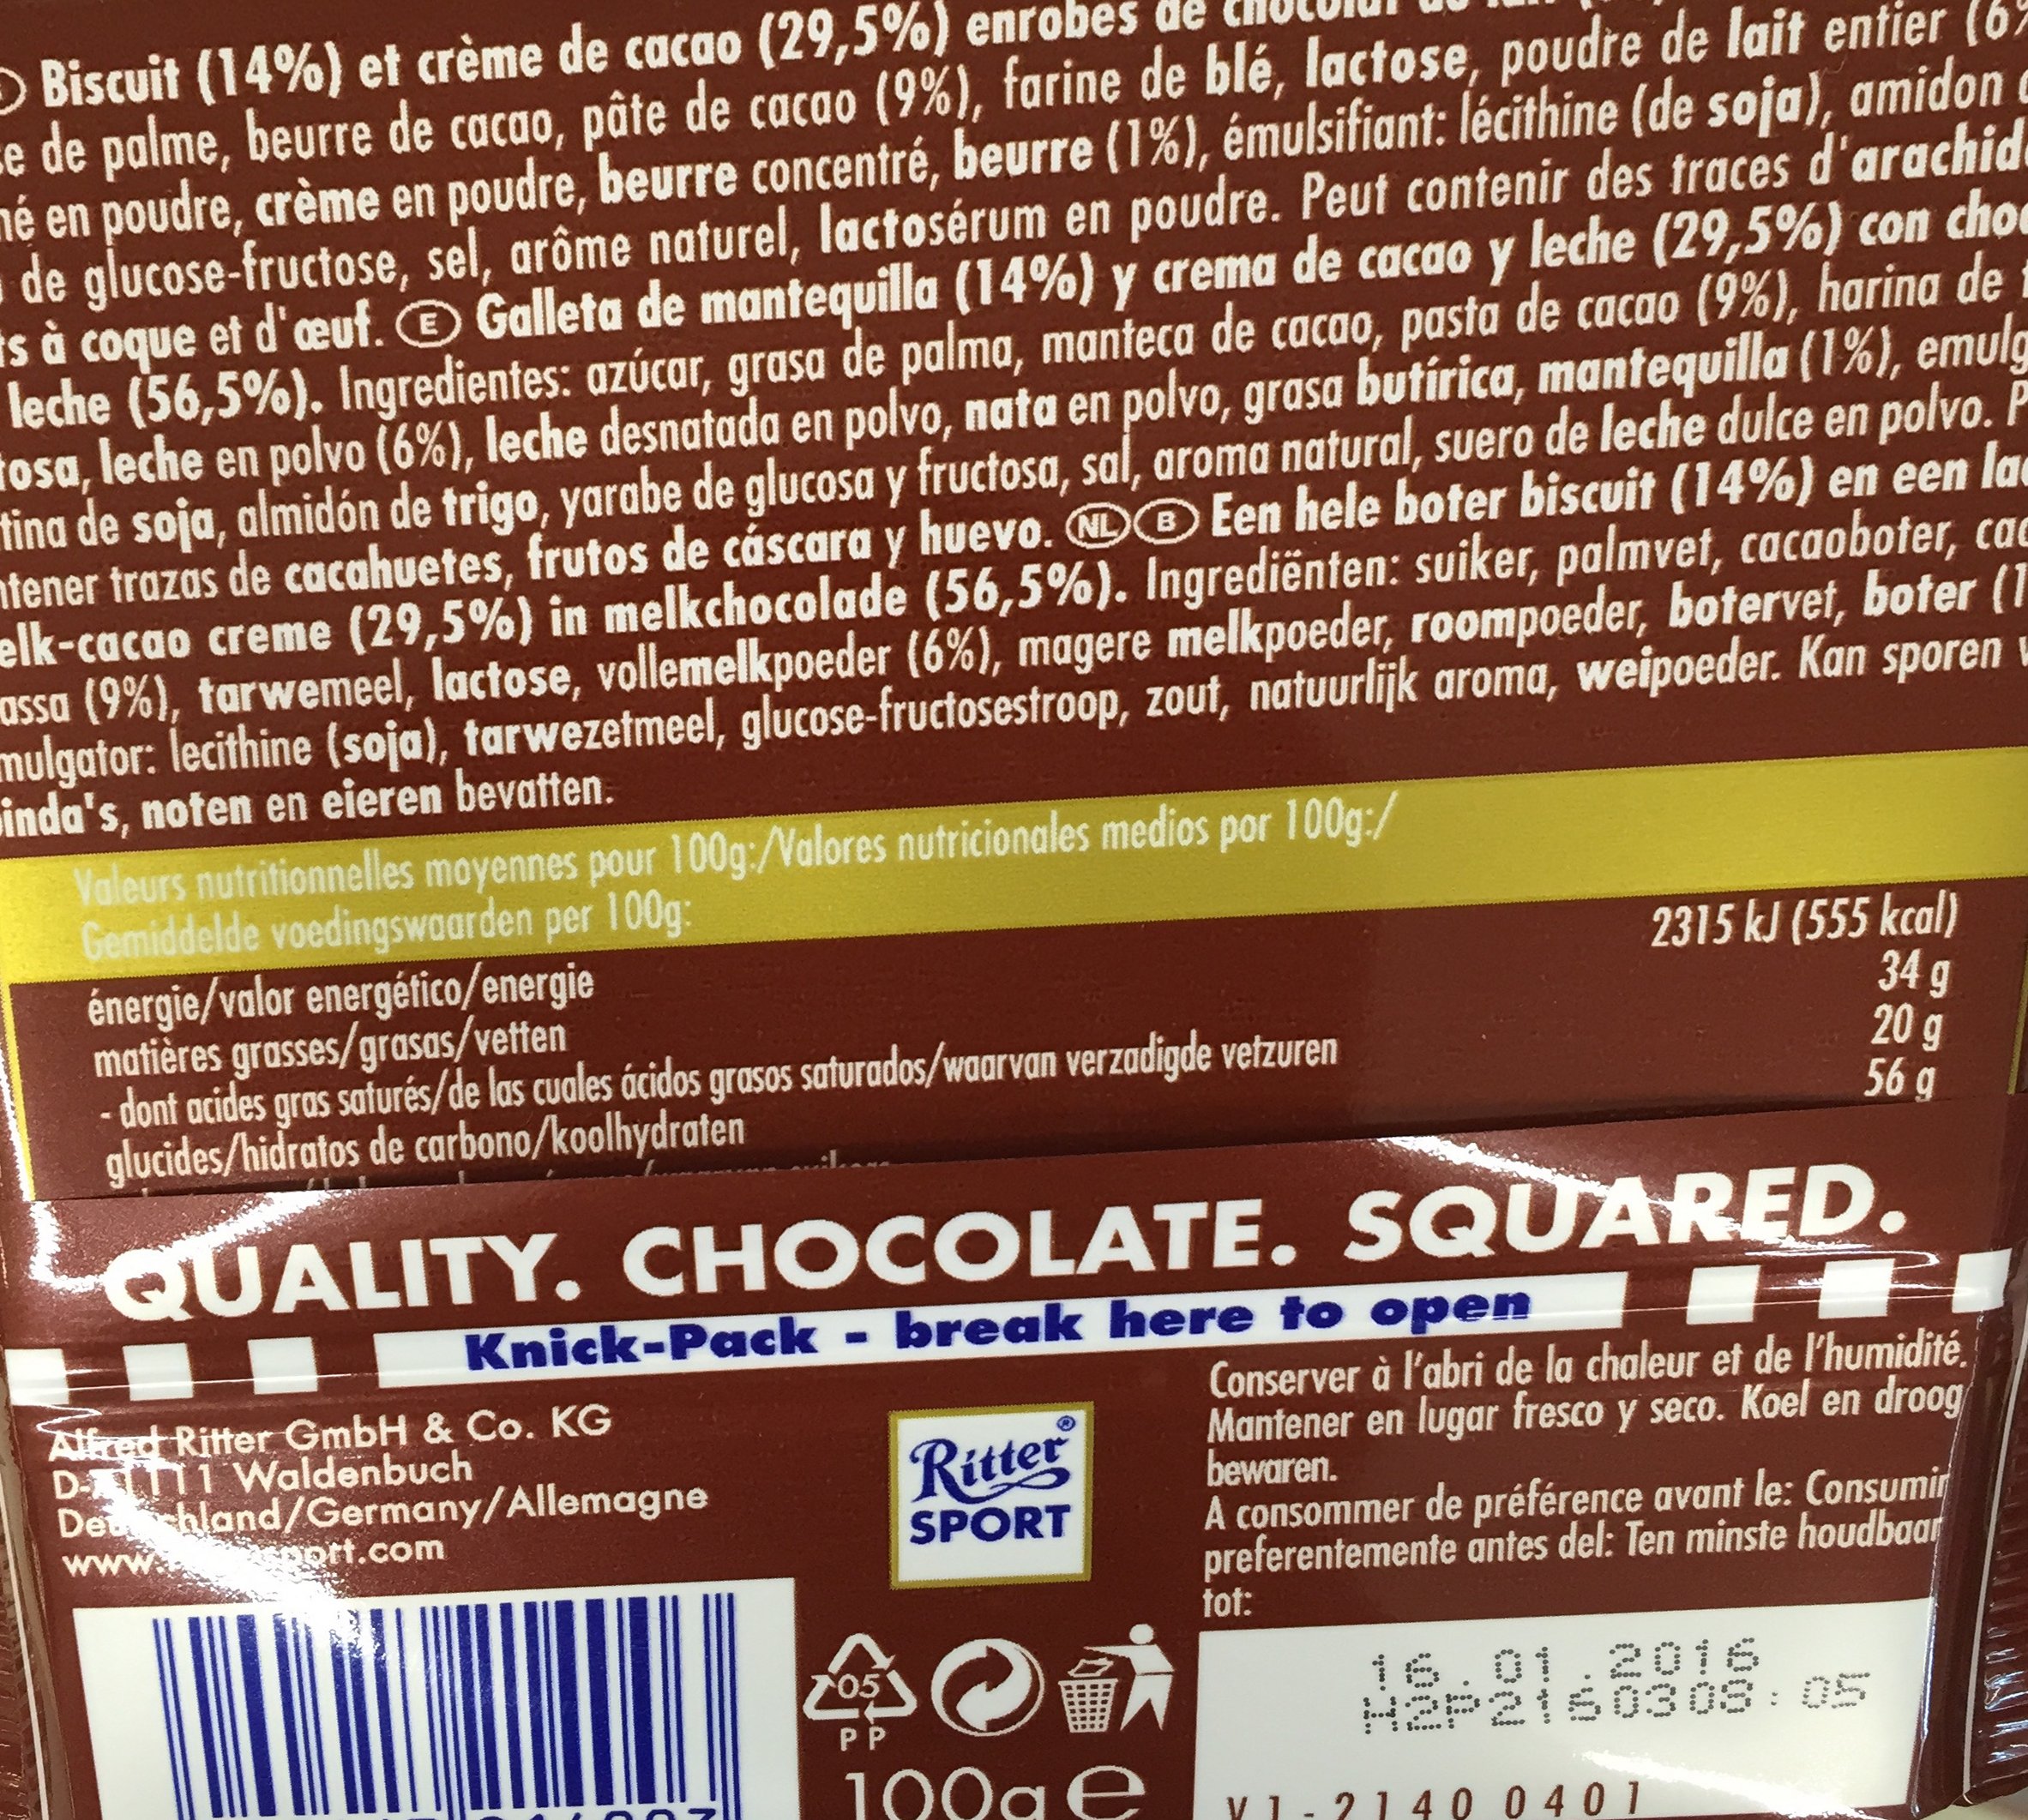 Biscuit (14%) et crème de cacao (29,5%) enrobés de
de palme, beurre de cacao, pâte de cacao (9%), farine de blé, lactose, poudre de lait entier (6%
en poudre, crème en poudre, beurre concentré, beurre (1%), émulsifiant: lécithine (de soja), amidon
de glucose-fructose, sel, arôme naturel, lactosérum en poudre. Peut contenir des traces d'arachid
à coque et d'œuf. E Galleta de mantequilla (14%) y crema de cacao y leche (29,5%) con choc
leche (56,5%). Ingredientes: azúcar, grasa de palma, manteca de cacao, pasta de cacao (9%), harina de
tosa, leche en polvo (6%), leche desnatada en polvo, nata en polvo, grasa butírica, mantequilla (1%), emulg
tina de soja, almidón de trigo, yarabe de glucosa y fructosa, sal, aroma natural, suero de leche dulce en polvo. P
ntener trazas de cacahuetes, frutos de cáscara y huevo. NL B Een hele boter biscuit (14%) en een
elk-cacao creme (29,5%) in melkchocolade (56,5%). Ingrediënten: suiker, palmvet, cacaoboter, cac
assa (9%), tarwemeel, lactose, vollemelkpoeder (6%), magere melkpoeder, roompoeder, botervet, boter (1
mulgator: lecithine (soja), tarwezetmeel, glucose-fructosestroop, zout, natuurlijk aroma, weipoeder. Kan sporen
inda's, noten en eieren bevatten.
Valeurs nutritionnelles moyennes pour 100g:/Valores nutricionales medios por 100g:/
Gemiddelde voedingswaarden per 100g:
énergie/valor energético/energie 2315 kJ (555 kcal)
matières grasses/grasas/vetten 34 g
- dont acides gras saturés/de las cuales ácidos grasos saturados/waarvan verzadigde vetzuren 20 g
glucides/hidratos de carbono/koolhydraten 56 g
QUALITY. CHOCOLATE. SQUARED.
Knick-Pack - break here to open
Alfred Ritter GmbH & Co. KG
Waldenbuch
/Germany/Allemagne
Ritter®
SPORT
Conserver à l'abri de la chaleur et de l'humidité.
Mantener en lugar fresco y seco. Koel en droog
bewaren.
A consommer de préférence avant le: Consumir
preferentemente antes del: Ten minste houdbaar
tot:
05
PP
100g e
16.01.2016
H2P2160308:05
V1-2140 0401